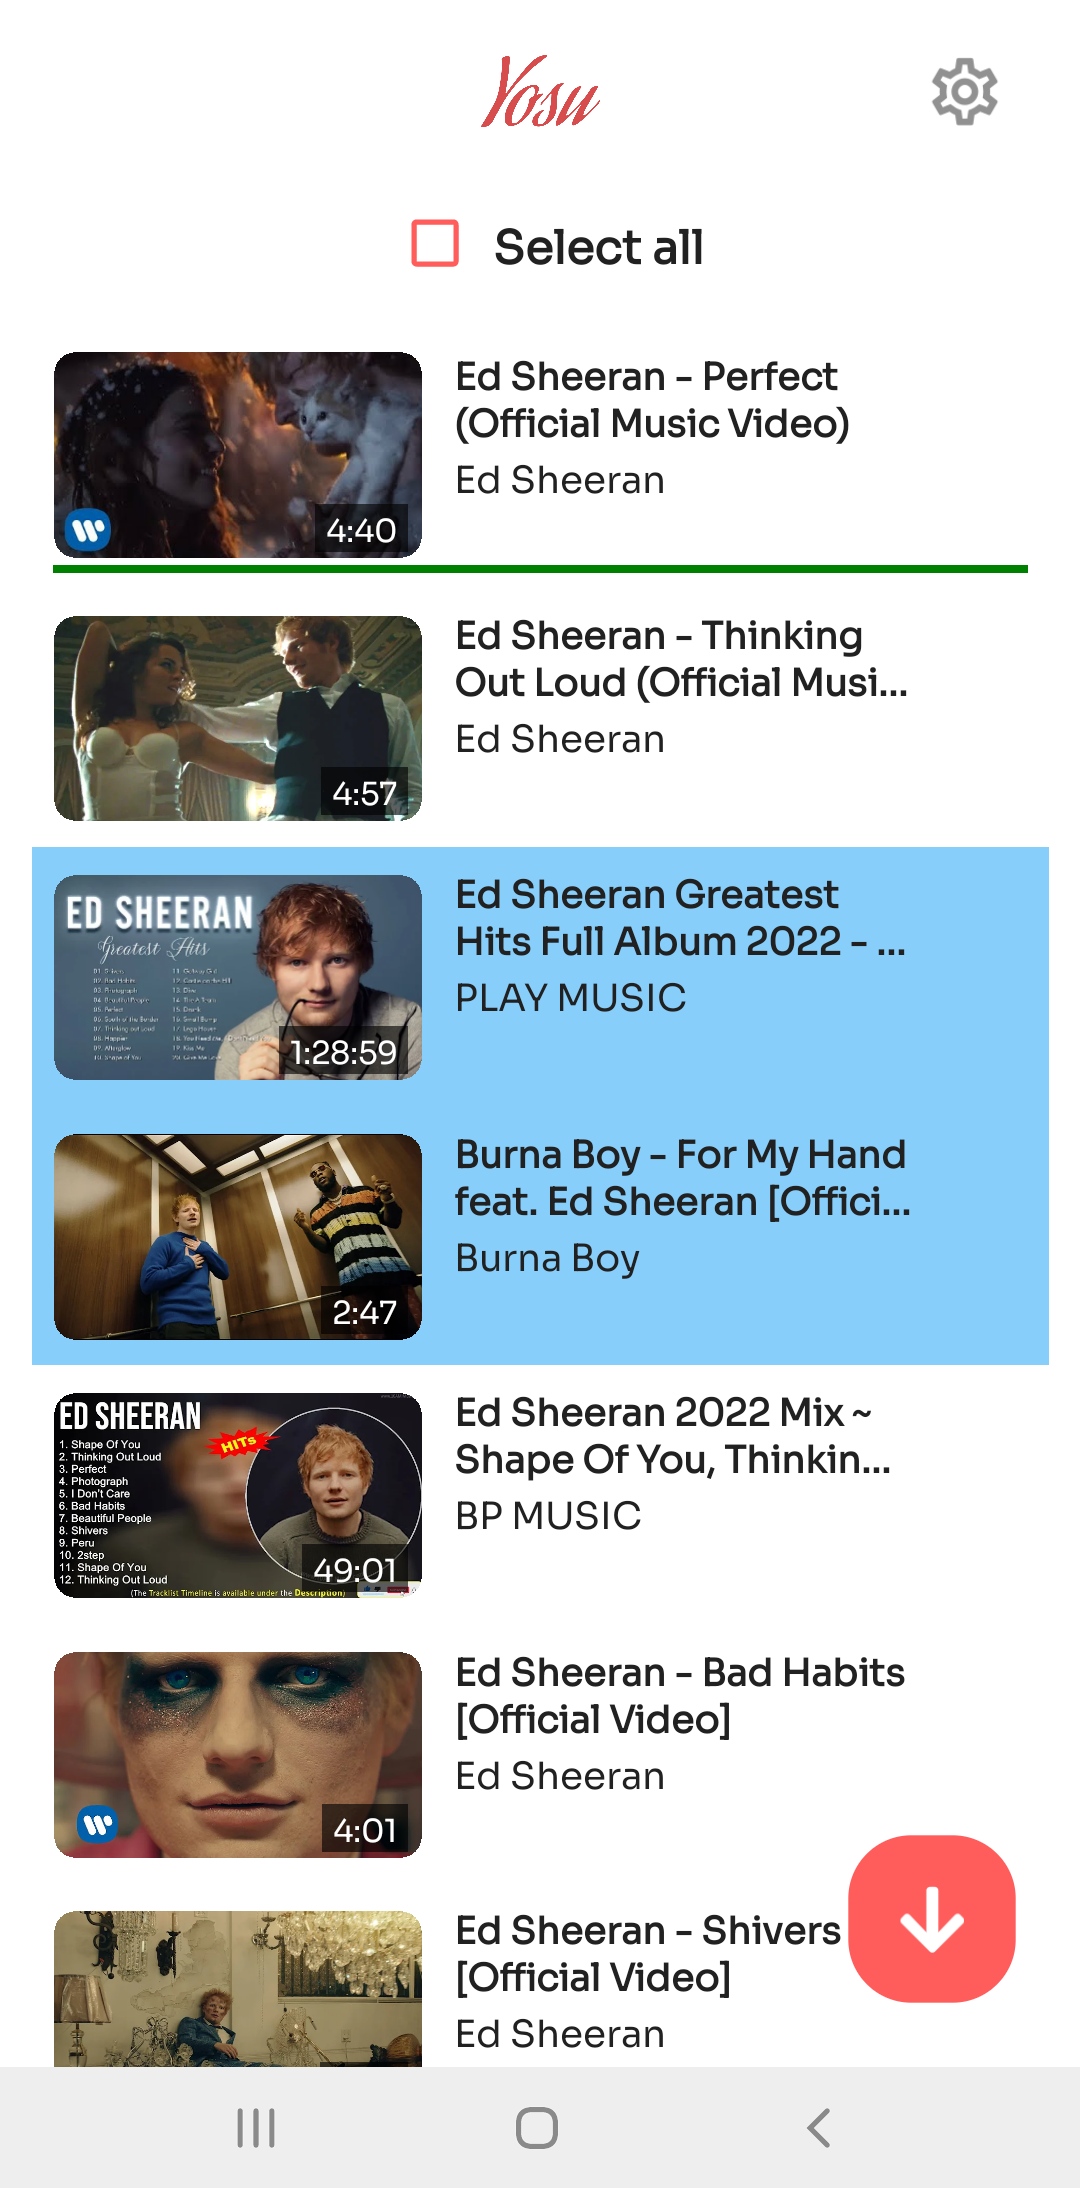 Yosu
Select all
Ed Sheeran - Perfect
(Official Music Video)
Ed Sheeran
4:40
Ed Sheeran - Thinking
Out Loud (Official Musi...
Ed Sheeran
4:57
ED SHEERAN
Greatest Hits
Ed Sheeran Greatest
Hits Full Album 2022 - ...
PLAY MUSIC
1:28:59
Burna Boy - For My Hand
feat. Ed Sheeran [Offici...
Burna Boy
2:47
ED SHEERAN
HITs
1. Shape Of You
2. Thinking Out Loud
3. Perfect
4. Photograph
5. I Don't Care
6. Bad Habits
7. Beautiful People
8. Shivers
9. Peru
10. 2step
11. Shape Of You
12. Thinking Out Loud
(The Tracklist Timeline is available under the Description)
49:01
Ed Sheeran 2022 Mix ~
Shape Of You, Thinkin...
BP MUSIC
Ed Sheeran - Bad Habits
[Official Video]
Ed Sheeran
4:01
Ed Sheeran - Shivers
[Official Video]
Ed Sheeran